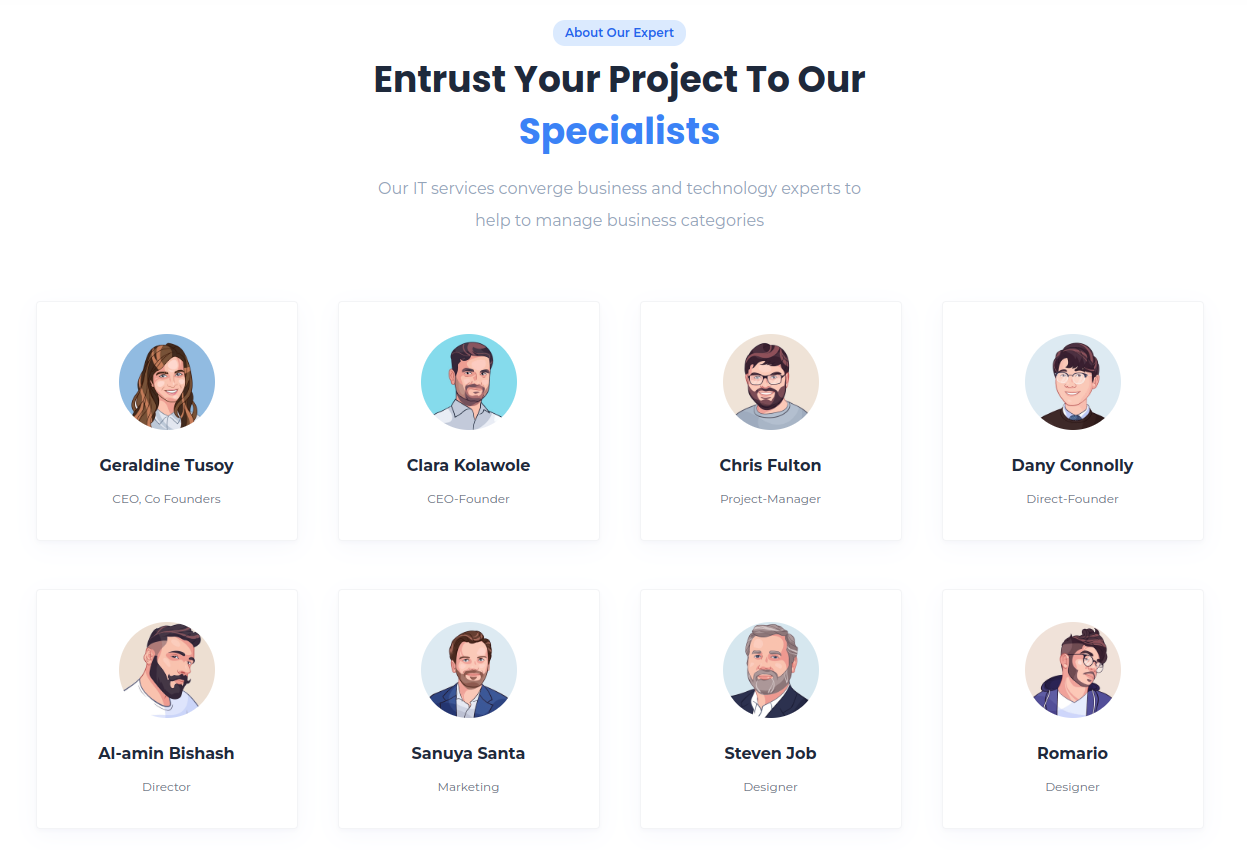 About Our Expert
Entrust Your Project To Our
Specialists
Our IT services converge business and technology experts to
help to manage business categories
Geraldine Tusoy
CEO, Co Founders
Clara Kolawole
CEO-Founder
Chris Fulton
Project-Manager
Dany Connolly
Direct-Founder
Al-amin Bishash
Director
Sanuya Santa
Marketing
Steven Job
Designer
Romario
Designer